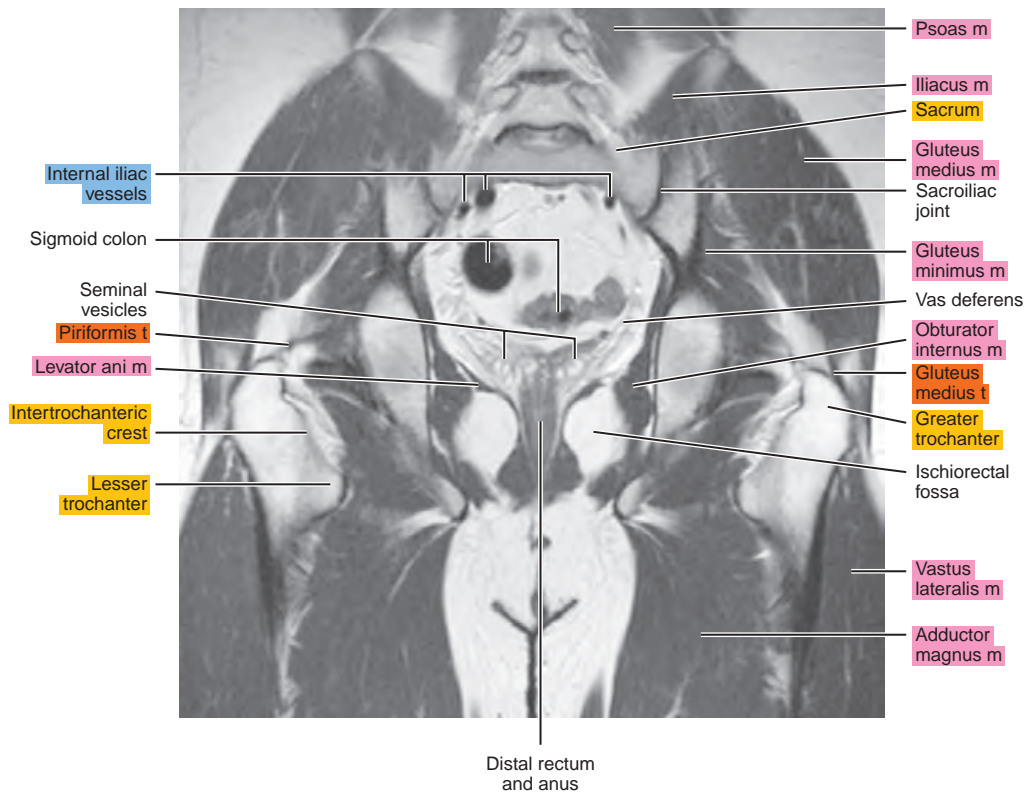 Psoas m
Iliacus m
Sacrum
Gluteus
medius m
Sacroiliac
joint
Gluteus
minimus m
Vas deferens
Obturator
internus m
Gluteus
medius t
Greater
trochanter
Ischiorectal
fossa
Vastus
lateralis m
Adductor
magnus m
Internal iliac
vessels
Sigmoid colon
Seminal
vesicles
Piriformis t
Levator ani m
Intertrochanteric
crest
Lesser
trochanter
Distal rectum
and anus